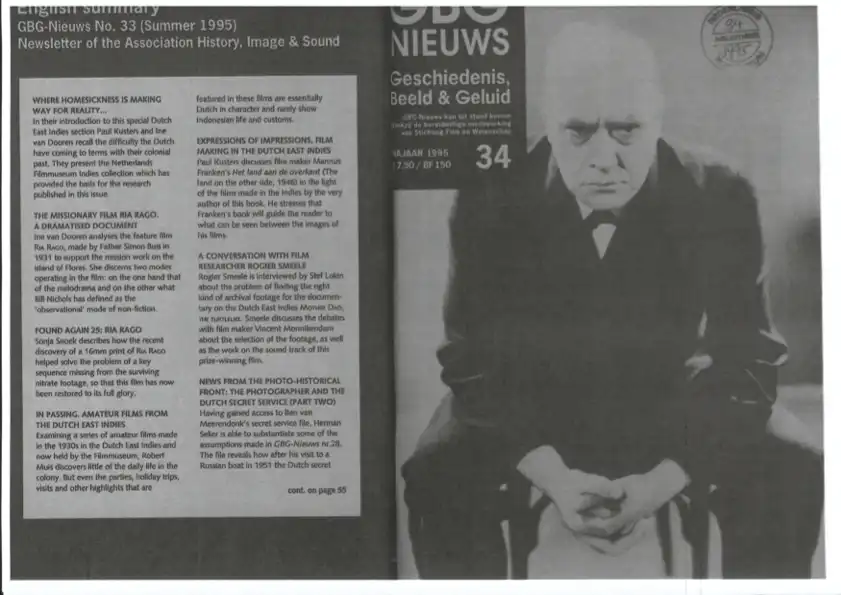 English summary
GBG-Nieuws No. 33 (Summer 1995)
Newsletter of the Association History, Image & Sound
WHERE HOMESICKNESS IS MAKING
WAY FOR REALITY...
In their introduction to this special Dutch
East Indies section Paul Kusters and Ine
van Dooren recall the difficulty the Dutch
have coming to terms with their colonial
past. They present the Netherlands
Filmmuseum Indies collection which has
provided the basis for the research
published in this issue.
THE MISSIONARY FILM RIA RAGO.
A DRAMATISED DOCUMENT
Ine van Dooren analyses the feature film
RIA RAGO, made by Father Simon Buis in
1931 to support the mission work on the
island of Flores. She discerns two modes
operating in the film: on the one hand that
of the melodrama and on the other what
Bill Nichols has defined as the
'observational' mode of non-fiction.
FOUND AGAIN 25: RIA RAGO
Sonja Snoek describes how the recent
discovery of a 16mm print of RIA RAGO
helped solve the problem of a key
sequence missing from the surviving
nitrate footage, so that this film has now
been restored to its full glory.
IN PASSING. AMATEUR FILMS FROM
THE DUTCH EAST INDIES
Examining a series of amateur films made
in the 1930s in the Dutch East Indies and
now held by the Filmmuseum, Robert
Muis discovers little of the daily life in the
colony. But even the parties, holiday trips,
visits and other highlights that are
featured in these films are essentially
Dutch in character and rarely show
Indonesian life and customs.
EXPRESSIONS OF IMPRESSIONS. FILM
MAKING IN THE DUTCH EAST INDIES
Paul Kusters discusses film maker Mannus
Franken's Het land aan de overkant (The
land on the other side, 1946) in the light
of the films made in the Indies by the very
author of this book. He stresses that
Franken's book will guide the reader to
what can be seen between the images of
his films.
A CONVERSATION WITH FILM
RESEARCHER ROGIER SMEELE
Rogier Smeele is interviewed by Stef Lokin
about the problem of finding the right
kind of archival footage for the documen-
tary on the Dutch East Indies MOTHER DAO,
THE TURTLELIKE. Smeele discusses the debates
with film maker Vincent Monnikendam
about the selection of the footage, as well
as the work on the sound track of this
prize-winning film.
NEWS FROM THE PHOTO-HISTORICAL
FRONT: THE PHOTOGRAPHER AND THE
DUTCH SECRET SERVICE (PART TWO)
Having gained access to Ben van
Meerendonk's secret service file, Herman
Selier is able to substantiate some of the
assumptions made in GBG-Nieuws nr 28.
The file reveals how after his visit to a
Russian boat in 1951 the Dutch secret
cont. on page 55
GBG
NIEUWS
Geschiedenis,
Beeld & Geluid
GBG-Nieuws kan tot stand komen
dankzij de barmhartige medewerking
van Stichting Film en Wetenschap
NAJAAR 1995
17,50 / BF 150
34
1995